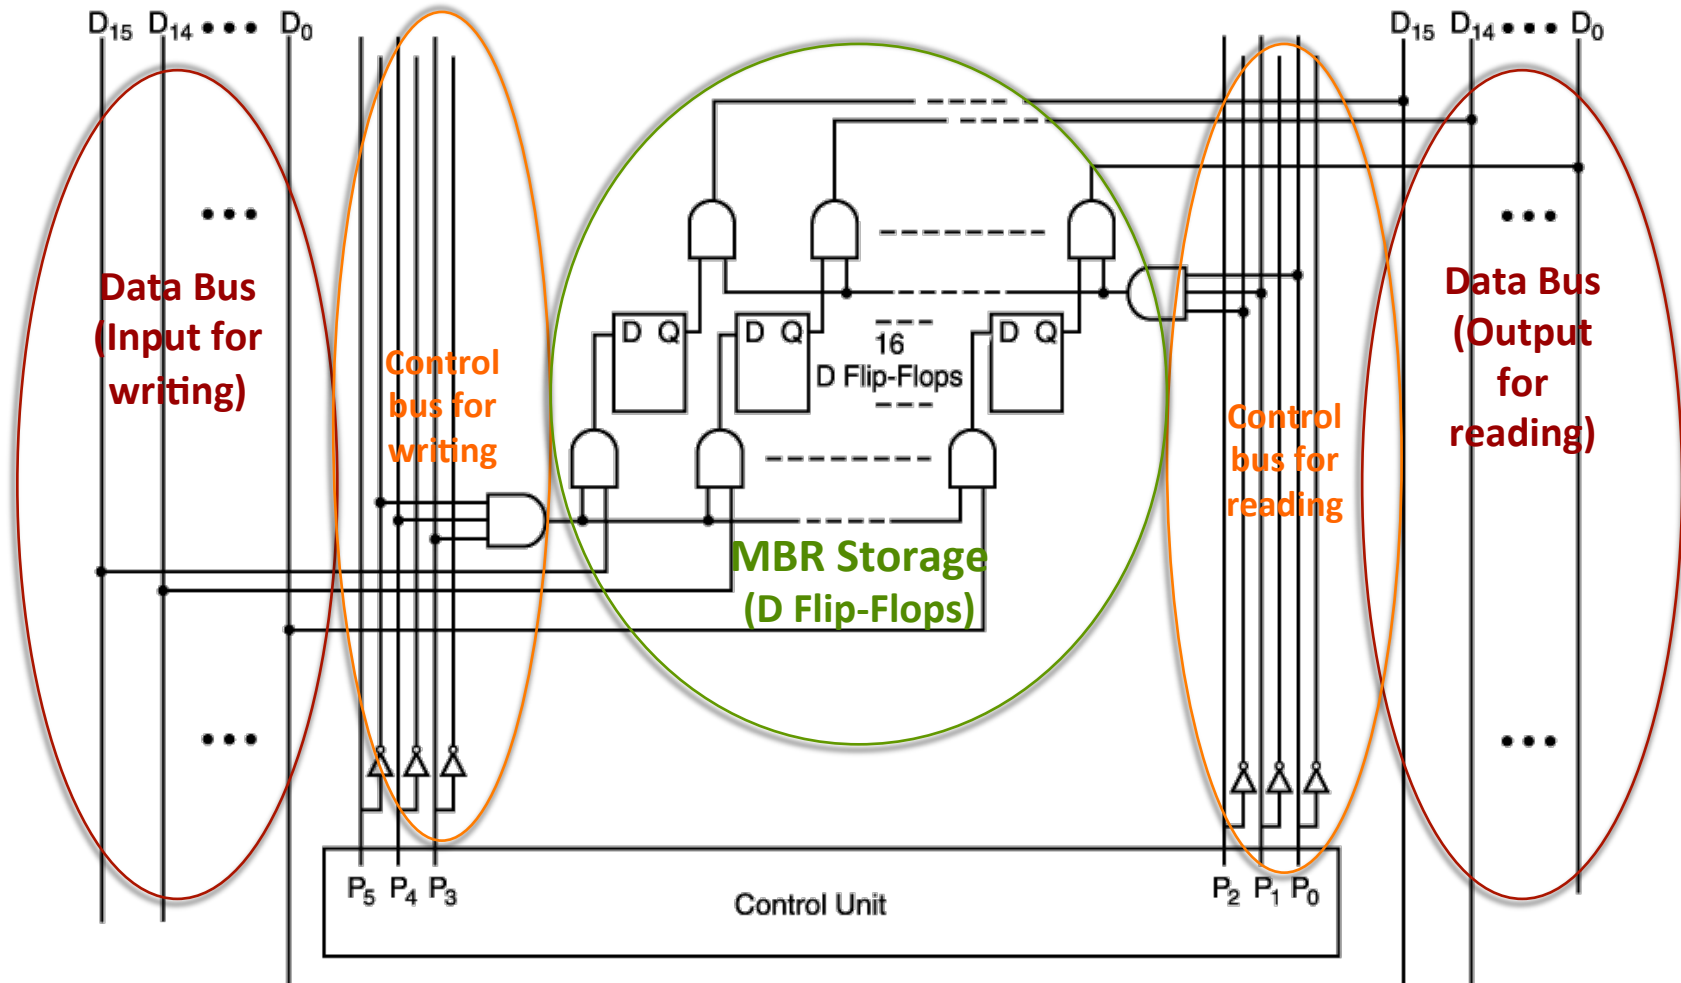 D15 D14 ••• D0
D15 D14 ••• D0
•••
•••
Data Bus
(Input for
writing)
Control
bus for
writing
D Q
D Q
16
D Flip-Flops
D Q
Control
bus for
reading
Data Bus
(Output
for
reading)
MBR Storage
(D Flip-Flops)
•••
•••
P5 P4 P3
P2 P1 P0
Control Unit